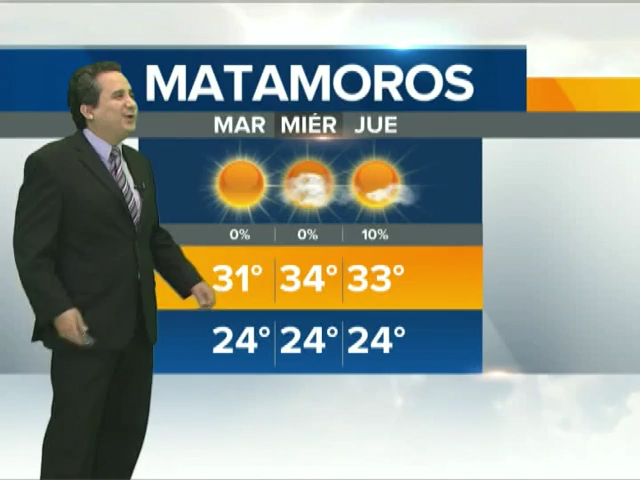 MATAMOROS
MAR MIÉR JUE
0% 0% 10%
31° 34° 33°
24° 24° 24°